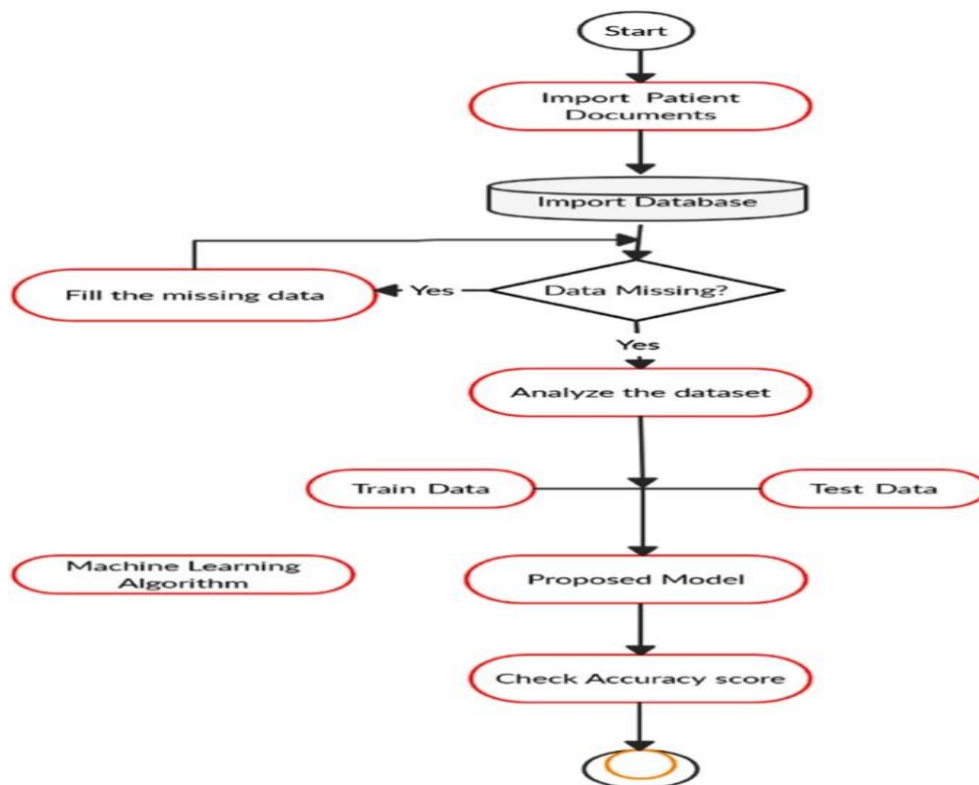 Start
Import Patient
Documents
Import Database
Fill the missing data
Yes
Data Missing?
Yes
Analyze the dataset
Train Data
Test Data
Machine Learning
Algorithm
Proposed Model
Check Accuracy score